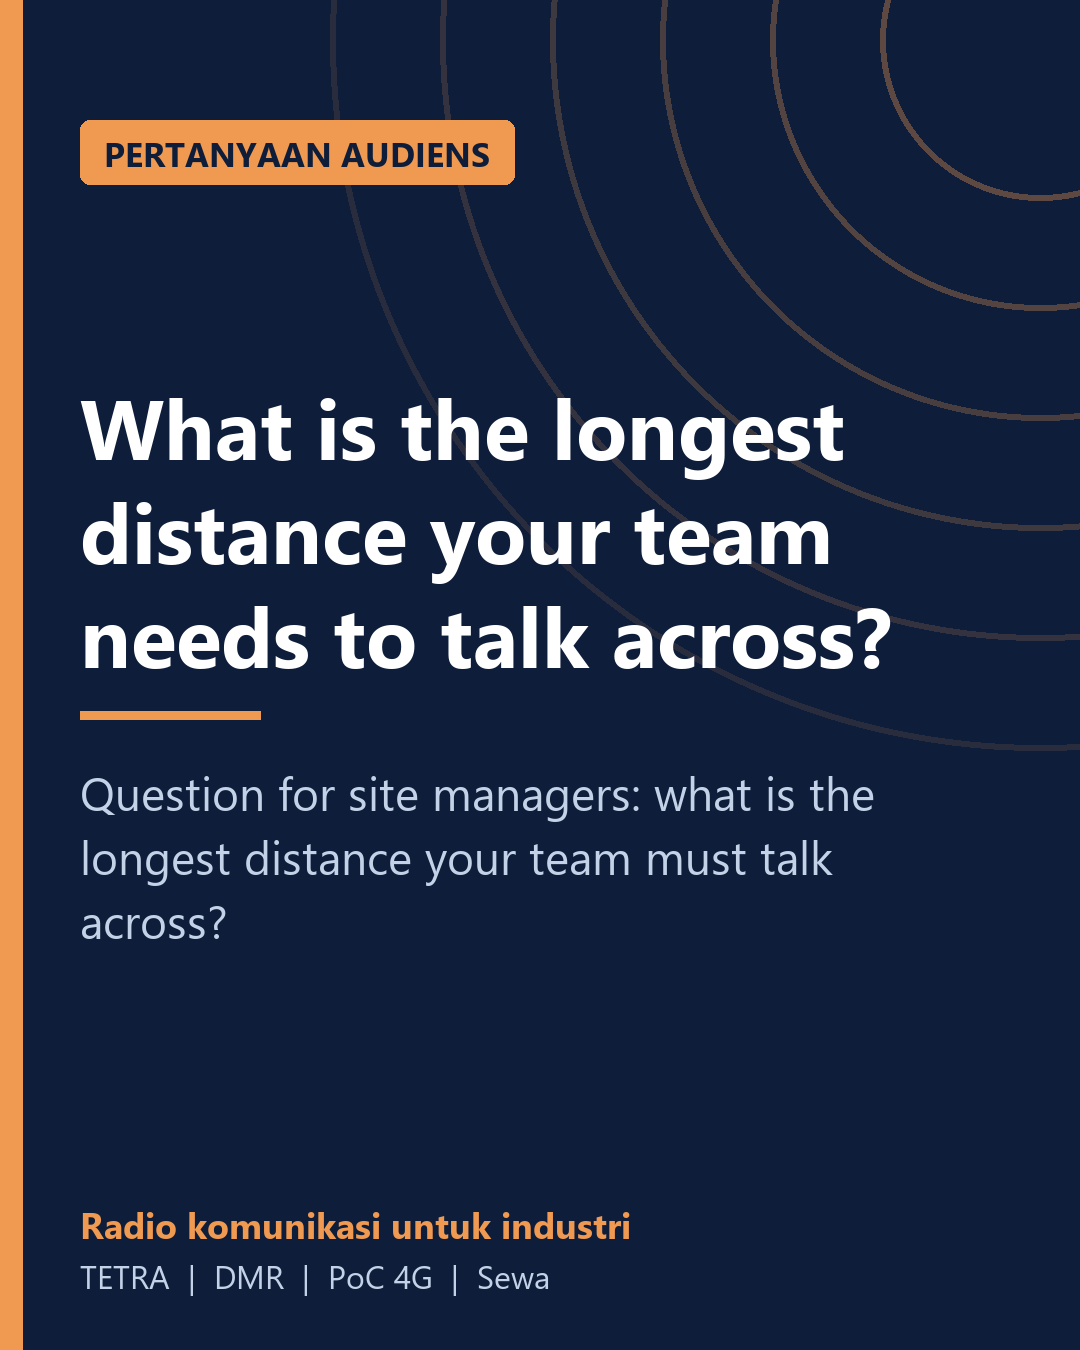 PERTANYAAN AUDIENS
What is the longest
distance your team
needs to talk across?
Question for site managers: what is the
longest distance your team must talk
across?
Radio komunikasi untuk industri
TETRA | DMR | PoC 4G | Sewa